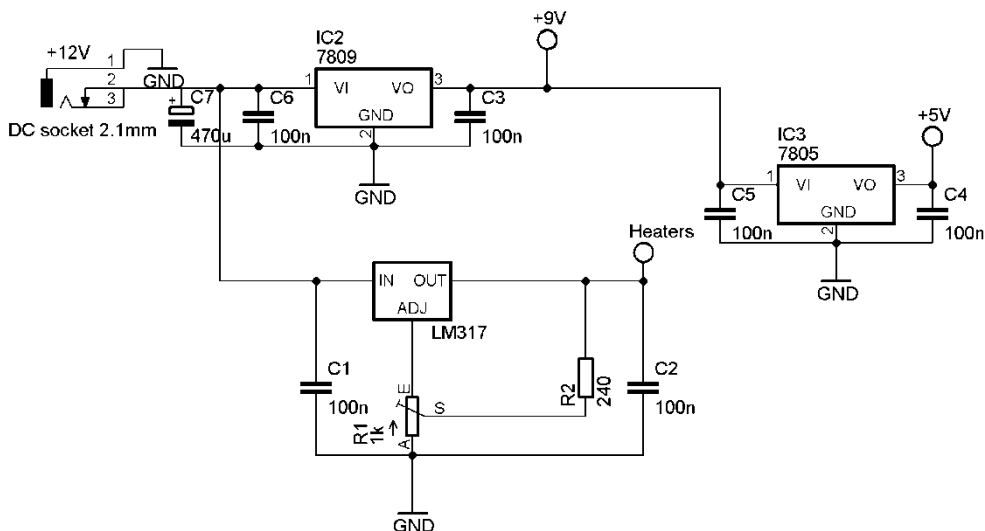 +12V
1
2
3
GND
DC socket 2.1mm
+
C7
470u
C6
100n
IC2
7809
1
VI
VO
3
GND
2
GND
C3
100n
+9V
IC3
7805
1
VI
VO
3
GND
2
GND
C5
100n
+5V
C4
100n
Heaters
IN
OUT
ADJ
LM317
C1
100n
E
S
A
R1
1k
R2
240
C2
100n
GND